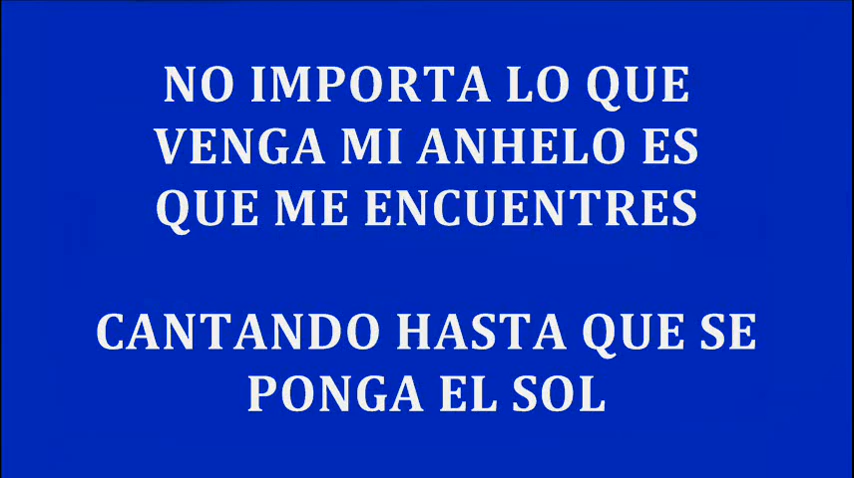 NO IMPORTA LO QUE
VENGA MI ANHELO ES
QUE ME ENCUENTRES
CANTANDO HASTA QUE SE
PONGA EL SOL